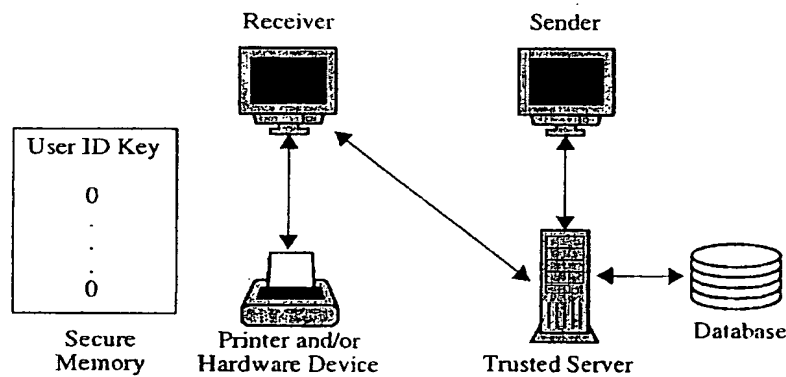 Receiver
Sender
User ID Key
0
.
.
.
0
Secure
Memory
Printer and/or
Hardware Device
Trusted Server
Database